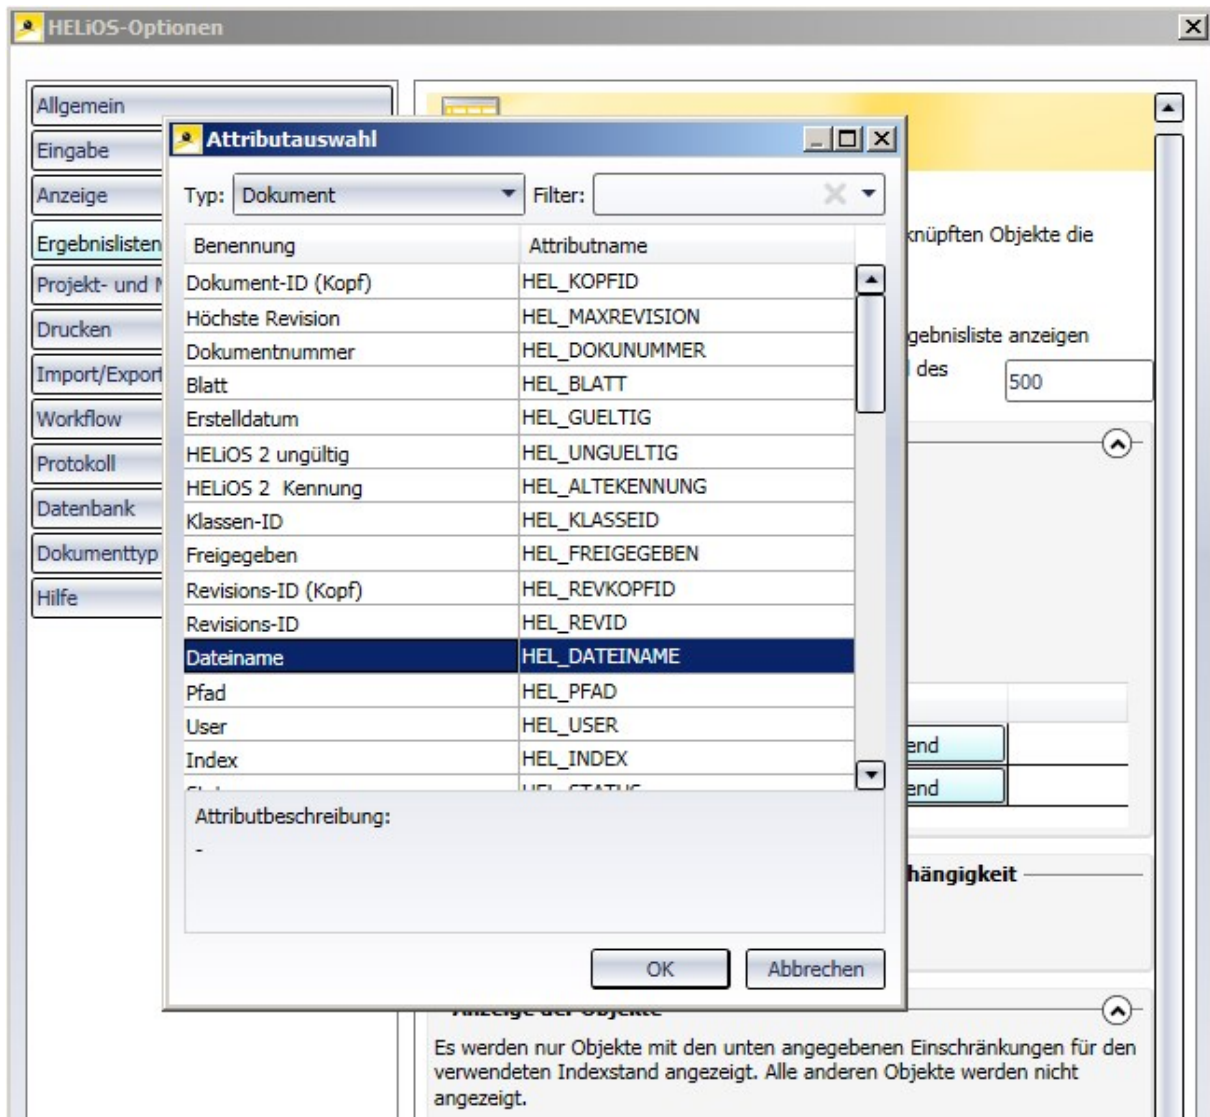 HELiOS-Optionen
Allgemein
Eingabe
Anzeige
Ergebnislisten
Projekt- und
Drucken
Import/Export
Workflow
Protokoll
Datenbank
Dokumenttyp
Hilfe
Attributauswahl
Typ: Dokument Filter:
Benennung Attributname
Dokument-ID (Kopf) HEL_KOPFID
Höchste Revision HEL_MAXREVISION
Dokumentnummer HEL_DOKUNUMMER
Blatt HEL_BLATT
Erstelldatum HEL_GUELTIG
HELiOS 2 ungültig HEL_UNGUELTIG
HELiOS 2 Kennung HEL_ALTEKENNUNG
Klassen-ID HEL_KLASSEID
Freigegeben HEL_FREIGEGEBEN
Revisions-ID (Kopf) HEL_REVKOPFID
Revisions-ID HEL_REVID
Dateiname HEL_DATEINAME
Pfad HEL_PFAD
User HEL_USER
Index HEL_INDEX
Attributbeschreibung:
-
OK Abbrechen
knüpften Objekte die
gebnisliste anzeigen
des 500
end
end
hängigkeit
Anzeige der Objekte
Es werden nur Objekte mit den unten angegebenen Einschränkungen für den
verwendeten Indexstand angezeigt. Alle anderen Objekte werden nicht
angezeigt.